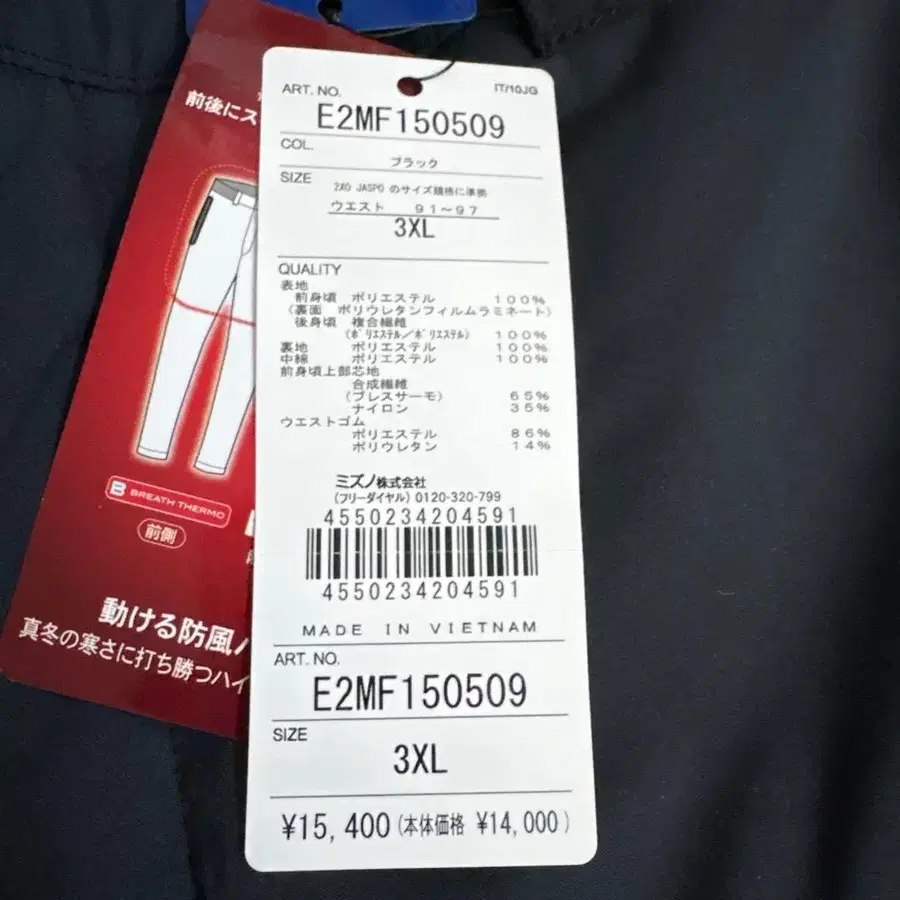 前後にス
B BREATH THERMO
前側
動ける防風
真冬の寒さに打ち勝つハイ
ART. NO.
IT/10JG
E2MF150509
COL.
ブラック
SIZE
2XO JASPO のサイズ規格に準拠
ウエスト 91～97
3XL
QUALITY
表地
前身頃 ポリエステル 100%
(裏面 ポリウレタンフィルムラミネート)
後身頃 複合繊維
(ﾎﾟﾘｴｽﾃﾙ/ﾎﾟﾘｴｽﾃﾙ) 100%
裏地 ポリエステル 100%
中綿 ポリエステル 100%
前身頃上部芯地
合成繊維
(ブレスサーモ) 65%
ナイロン 35%
ウエストゴム
ポリエステル 86%
ポリウレタン 14%
ミズノ株式会社
(フリーダイヤル) 0120-320-799
4550234204591
4550234204591
MADE IN VIETNAM
ART. NO.
E2MF150509
SIZE
3XL
¥15,400(本体価格 ¥14,000)